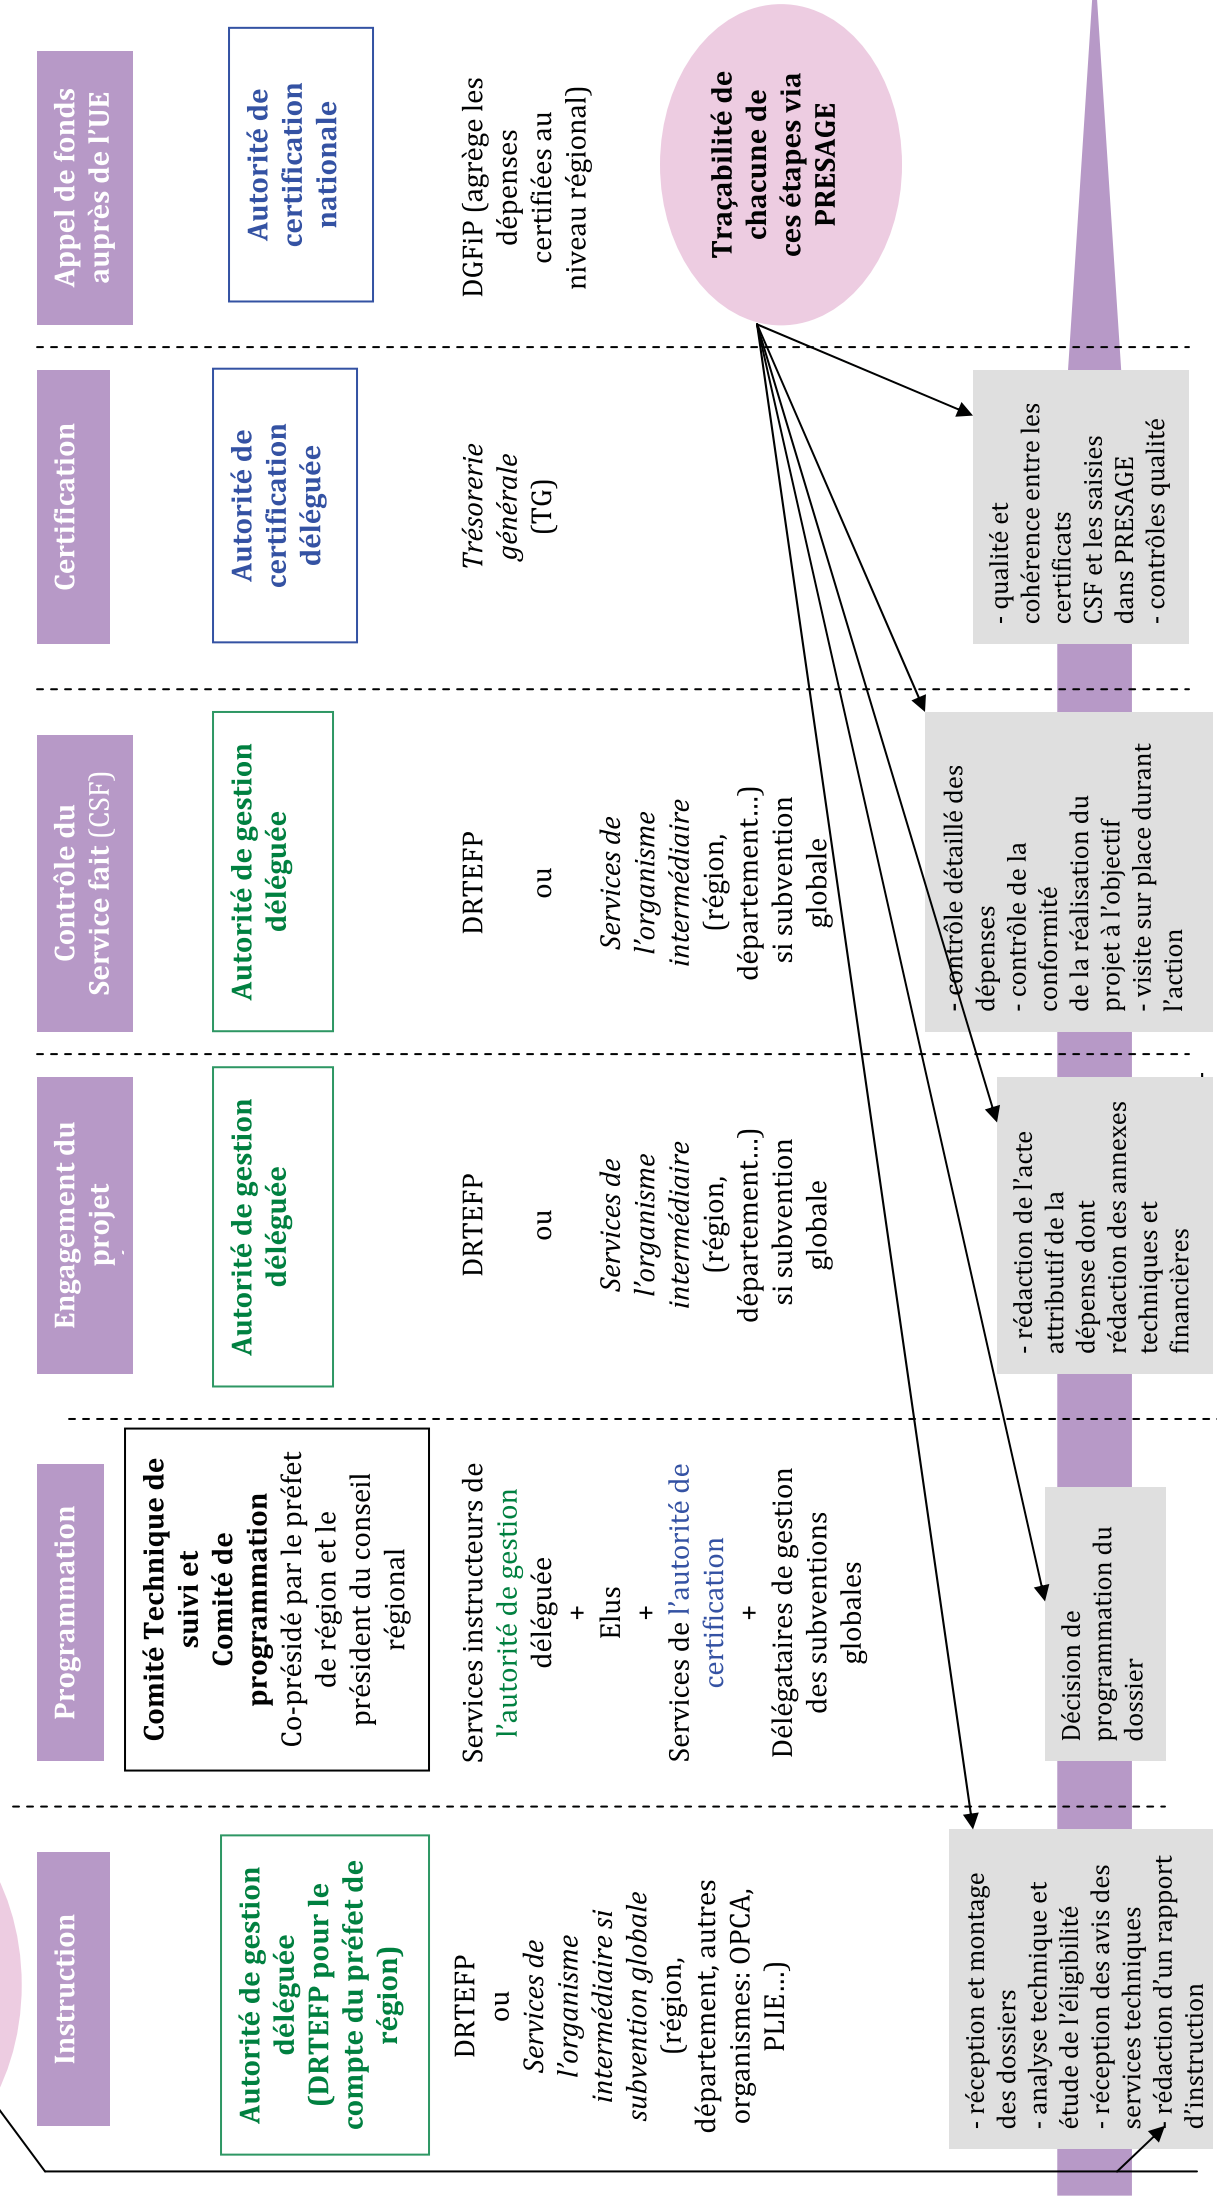 Instruction
Autorité de gestion
déléguée
(DRTEFP pour le
compte du préfet de
région)
DRTEFP
ou
Services de
l'organisme
intermédiaire si
subvention globale
(région,
département, autres
organismes: OPCA,
PLIE...)
- réception et montage
des dossiers
- analyse technique et
étude de l'éligibilité
- réception des avis des
services techniques
- rédaction d'un rapport
d'instruction
Programmation
Comité Technique de
suivi et
Comité de
programmation
Co-présidé par le préfet
de région et le
président du conseil
régional
Services instructeurs de
l'autorité de gestion
déléguée
+
Elus
+
Services de l'autorité de
certification
+
Délégataires de gestion
des subventions
globales
Décision de
programmation du
dossier
Engagement du
projet
Autorité de gestion
déléguée
DRTEFP
ou
Services de
l'organisme
intermédiaire
(région,
département...)
si subvention
globale
- rédaction de l'acte
attributif de la
dépense dont
rédaction des annexes
techniques et
financières
Contrôle du
Service fait (CSF)
Autorité de gestion
déléguée
DRTEFP
ou
Services de
l'organisme
intermédiaire
(région,
département...)
si subvention
globale
- contrôle détaillé des
dépenses
- contrôle de la
conformité
de la réalisation du
projet à l'objectif
- visite sur place durant
l'action
Certification
Autorité de
certification
déléguée
Trésorerie
générale
(TG)
- qualité et
cohérence entre les
certificats
CSF et les saisies
dans PRESAGE
- contrôles qualité
Appel de fonds
auprès de l'UE
Autorité de
certification
nationale
DGFiP (agrège les
dépenses
certifiées au
niveau régional)
Traçabilité de
chacune de
ces étapes via
PRESAGE